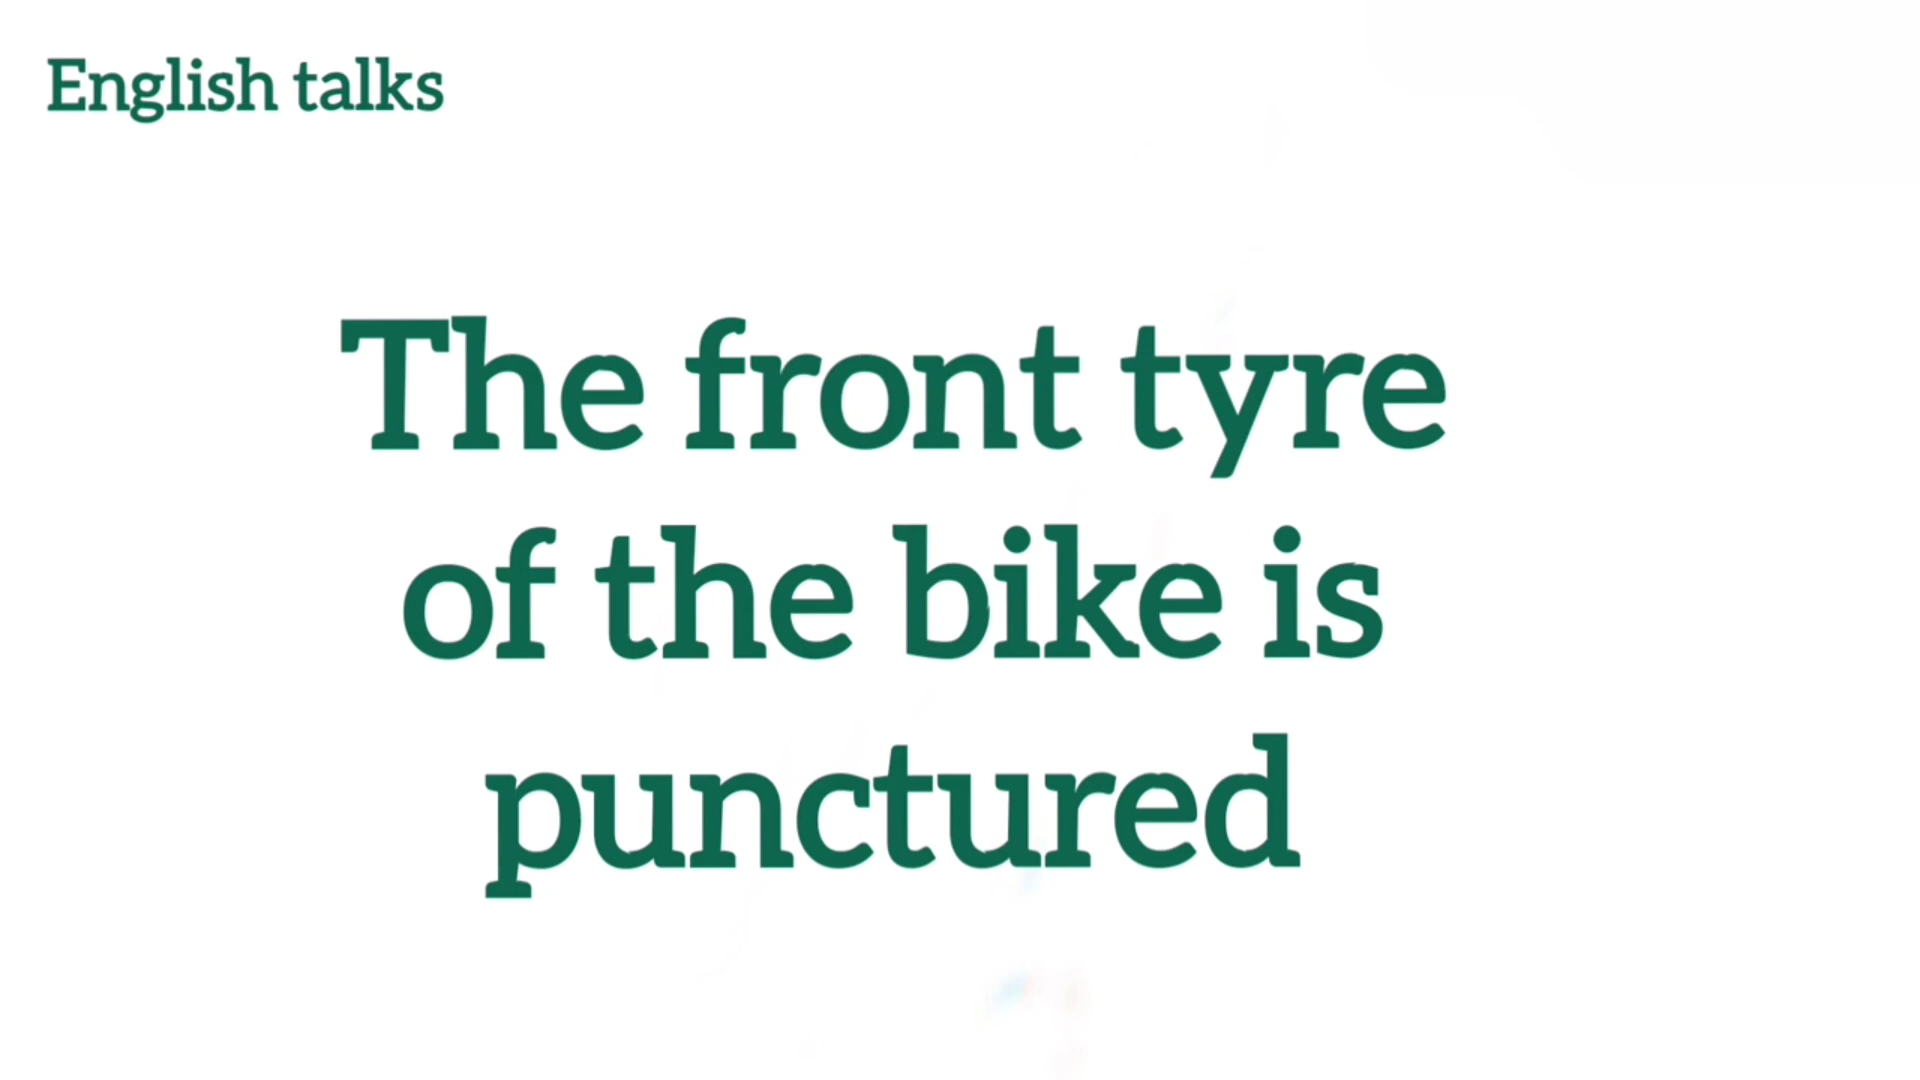 English talks
The front tyre
of the bike is
punctured